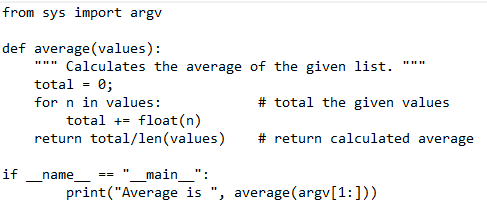 from sys import argv

def average(values):
    """ Calculates the average of the given list. """
    total = 0;
    for n in values:            # total the given values
        total += float(n)
    return total/len(values)    # return calculated average

if __name__ == "__main__":
        print("Average is ", average(argv[1:]))